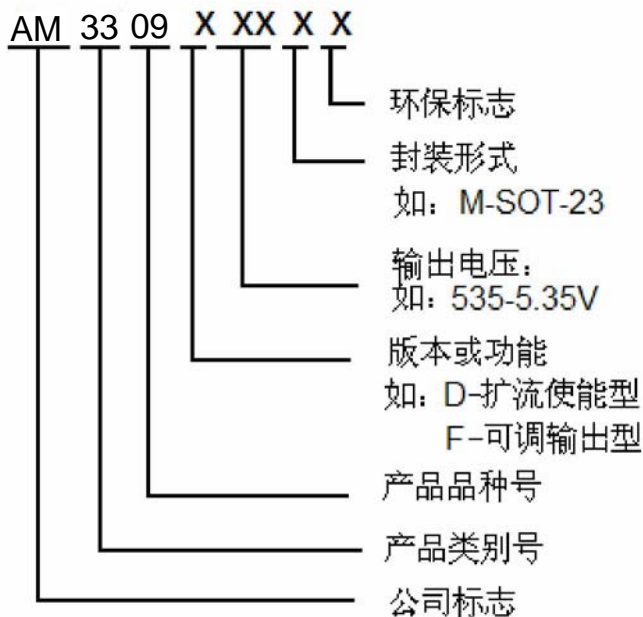 AM 33 09 X XX X X
环保标志
封装形式
如：M-SOT-23
输出电压：
如：535-5.35V
版本或功能
如：D-扩流使能型
F-可调输出型
产品品种号
产品类别号
公司标志